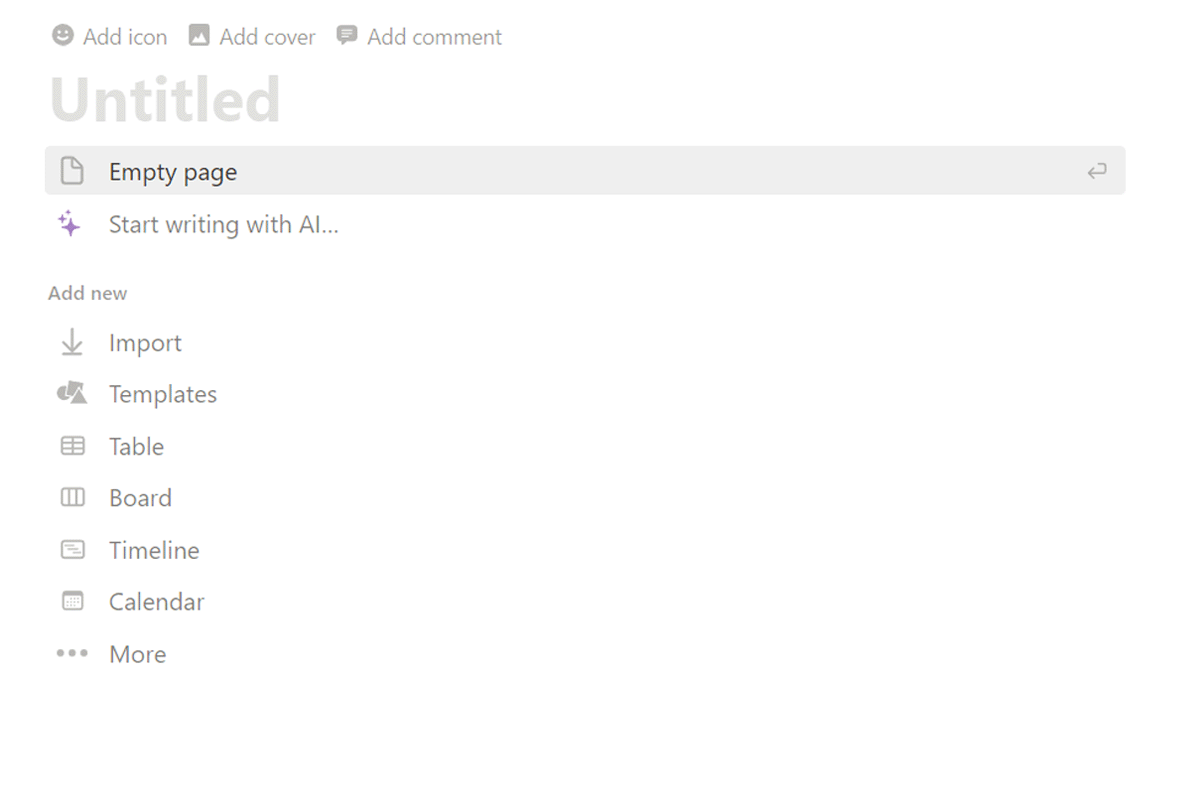 Add icon Add cover Add comment
Untitled
Empty page
Start writing with AI...
Add new
Import
Templates
Table
Board
Timeline
Calendar
More